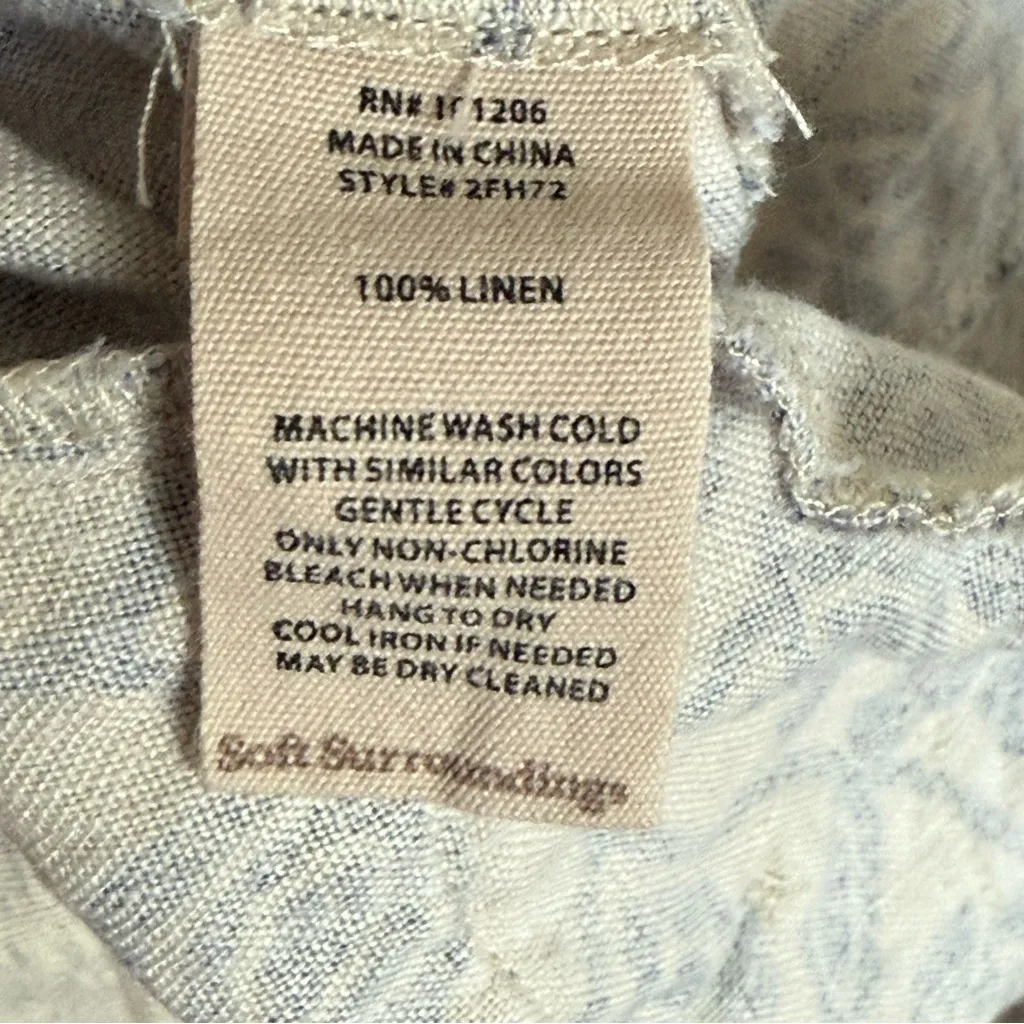 RN#
MADE IN CHINA
STYLE# 2FH72
100% LINEN
MACHINE WASH COLD
WITH SIMILAR COLORS
GENTLE CYCLE
ONLY NON-CHLORINE
BLEACH WHEN NEEDED
HANG TO DRY
COOL IRON IF NEEDED
MAY BE DRY CLEANED
Soft Surroundings